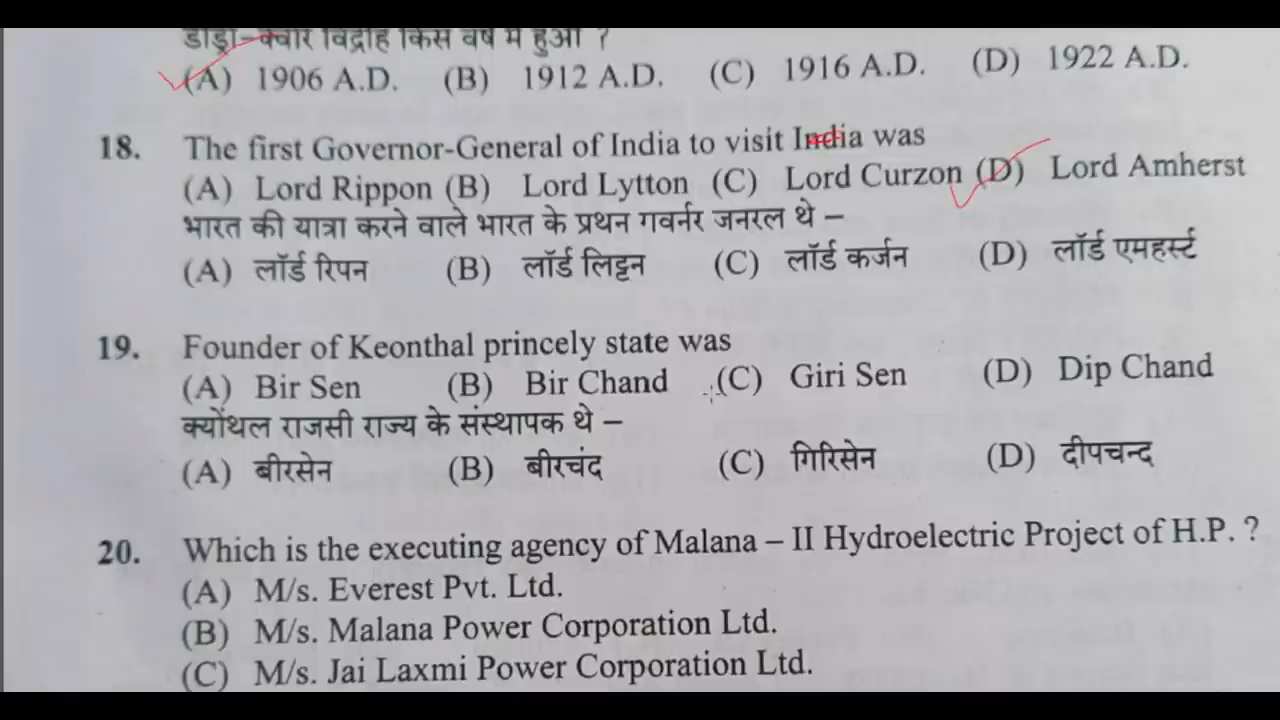 डोड्रा-क्वार विद्रोह किस वर्ष में हुआ ?
(A) 1906 A.D. (B) 1912 A.D. (C) 1916 A.D. (D) 1922 A.D.
18. The first Governor-General of India to visit India was
(A) Lord Rippon (B) Lord Lytton (C) Lord Curzon (D) Lord Amherst
भारत की यात्रा करने वाले भारत के प्रथन गवर्नर जनरल थे –
(A) लॉर्ड रिपन (B) लॉर्ड लिट्टन (C) लॉर्ड कर्जन (D) लॉर्ड एमहर्स्ट
19. Founder of Keonthal princely state was
(A) Bir Sen (B) Bir Chand (C) Giri Sen (D) Dip Chand
क्योंथल राजसी राज्य के संस्थापक थे –
(A) बीरसेन (B) बीरचंद (C) गिरिसेन (D) दीपचन्द
20. Which is the executing agency of Malana – II Hydroelectric Project of H.P. ?
(A) M/s. Everest Pvt. Ltd.
(B) M/s. Malana Power Corporation Ltd.
(C) M/s. Jai Laxmi Power Corporation Ltd.